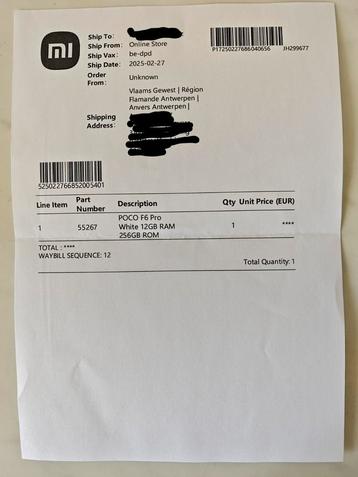 mi
Ship To:
Ship From: Online Store
Ship Vax: be-dpd
Ship Date: 2025-02-27
Order From: Unknown
Vlaams Gewest | Région
Flamande Antwerpen |
Anvers Antwerpen |
Shipping
Address:
P17250227686040656 JH299677
525022766852005401
Line Item Part Number Description Qty Unit Price (EUR)
1 55267 POCO F6 Pro White 12GB RAM 256GB ROM 1 ****
TOTAL : ****
WAYBILL SEQUENCE: 12
Total Quantity: 1